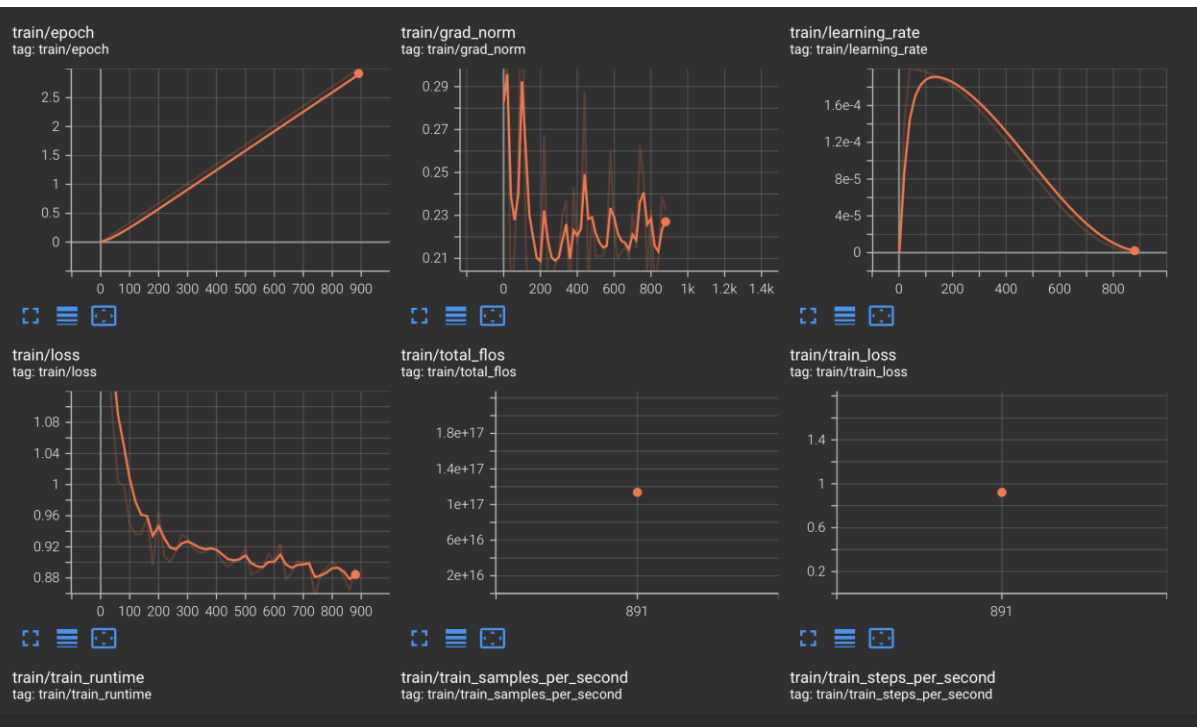 train/epoch
tag: train/epoch
2.5
2
1.5
1
0.5
0
0 100 200 300 400 500 600 700 800 900
train/grad_norm
tag: train/grad_norm
0.29
0.27
0.25
0.23
0.21
0 200 400 600 800 1k 1.2k 1.4k
train/learning_rate
tag: train/learning_rate
1.6e-4
1.2e-4
8e-5
4e-5
0
0 200 400 600 800
train/loss
tag: train/loss
1.08
1.04
1
0.96
0.92
0.88
0 100 200 300 400 500 600 700 800 900
train/total_flos
tag: train/total_flos
1.8e+17
1.4e+17
1e+17
6e+16
2e+16
891
train/train_loss
tag: train/train_loss
1.4
1
0.6
0.2
891
train/train_runtime
tag: train/train_runtime
train/train_samples_per_second
tag: train/train_samples_per_second
train/train_steps_per_second
tag: train/train_steps_per_second